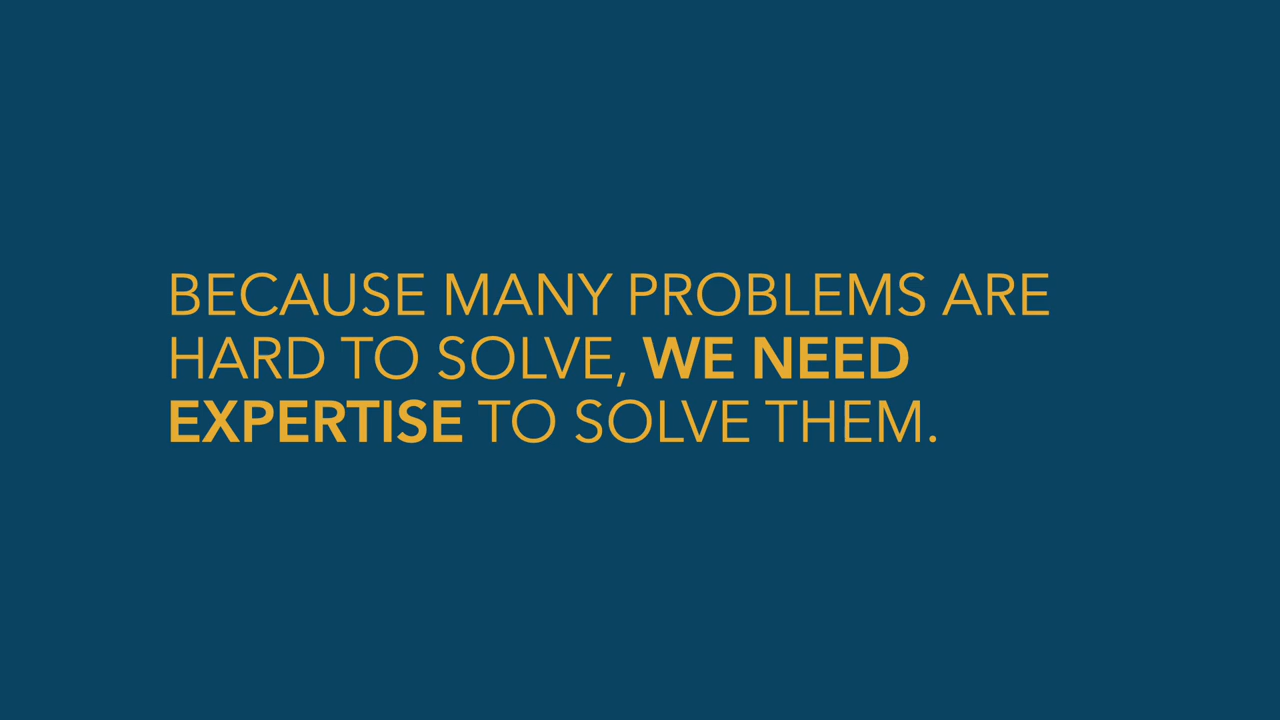 BECAUSE MANY PROBLEMS ARE
HARD TO SOLVE, WE NEED
EXPERTISE TO SOLVE THEM.